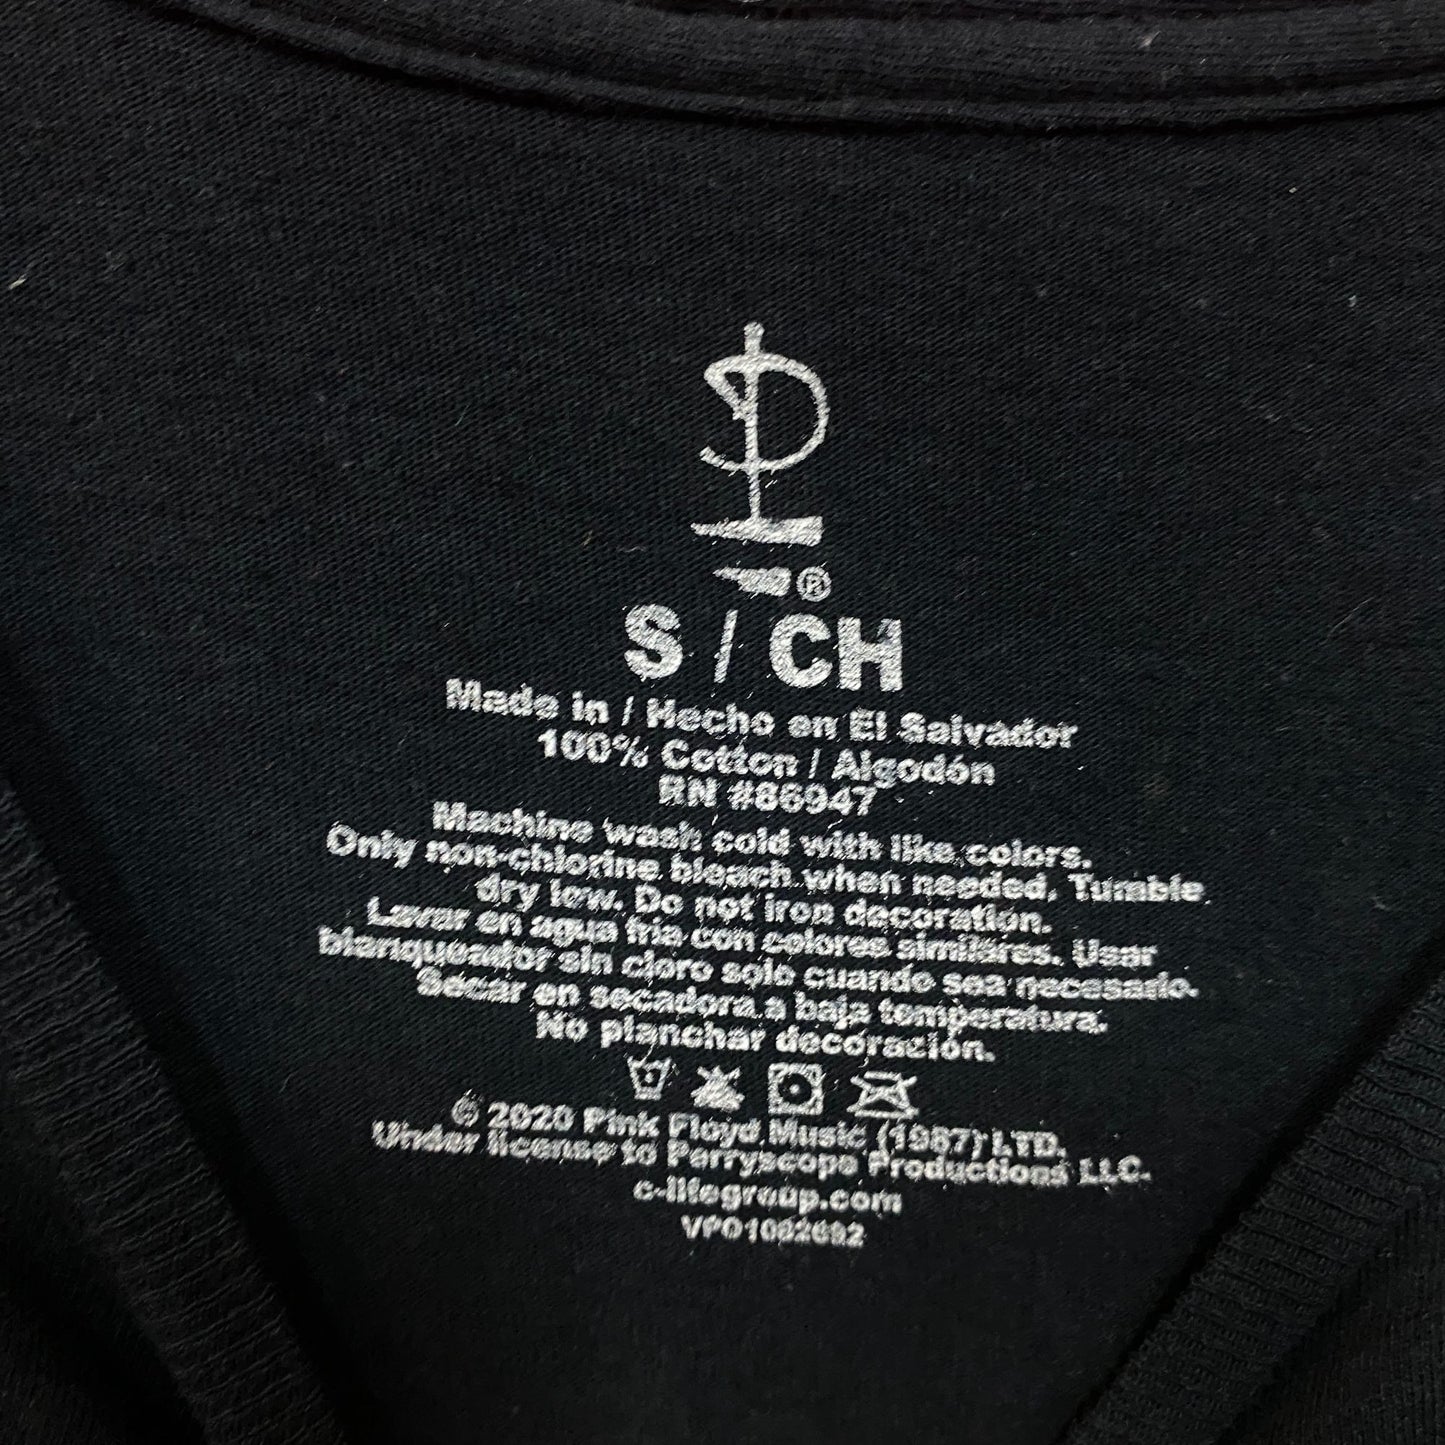 ®
S / CH
Made in / Hecho en El Salvador
100% Cotton / Algodón
RN #86947
Machine wash cold with like colors.
Only non-chlorine bleach when needed. Tumble
dry low. Do not iron decoration.
Lavar en agua fria con colores similares. Usar
blanqueador sin cloro solo cuando sea necesario.
Secar en secadora a baja temperatura.
No planchar decoración.
© 2020 Pink Floyd Music (1987) LTD.
Under license to Perryscope Productions LLC.
c-lifegroup.com